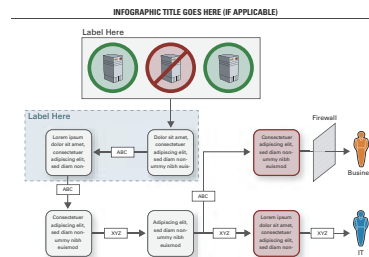 INFOGRAPHIC TITLE GOES HERE (IF APPLICABLE)
Label Here
Label Here
Firewall
Lorem ipsum
dolor sit amet,
consectetuer
adipiscing elit,
sed diam non-
ABC
Dolor sit amet,
consectetuer
adipiscing elit,
sed diam non-
ummy nibh
euis-
Consectetuer
adipiscing elit,
sed diam non-
ummy nibh
euismod
Busine
ABC
ABC
Consectetuer
adipiscing elit,
sed diam non-
ummy nibh
euismod
XYZ
Adipiscing elit,
sed diam non-
ummy nibh
euismod
XYZ
Lorem ipsum
dolor sit amet,
consectetuer
adipiscing elit,
sed diam non-
XYZ
IT